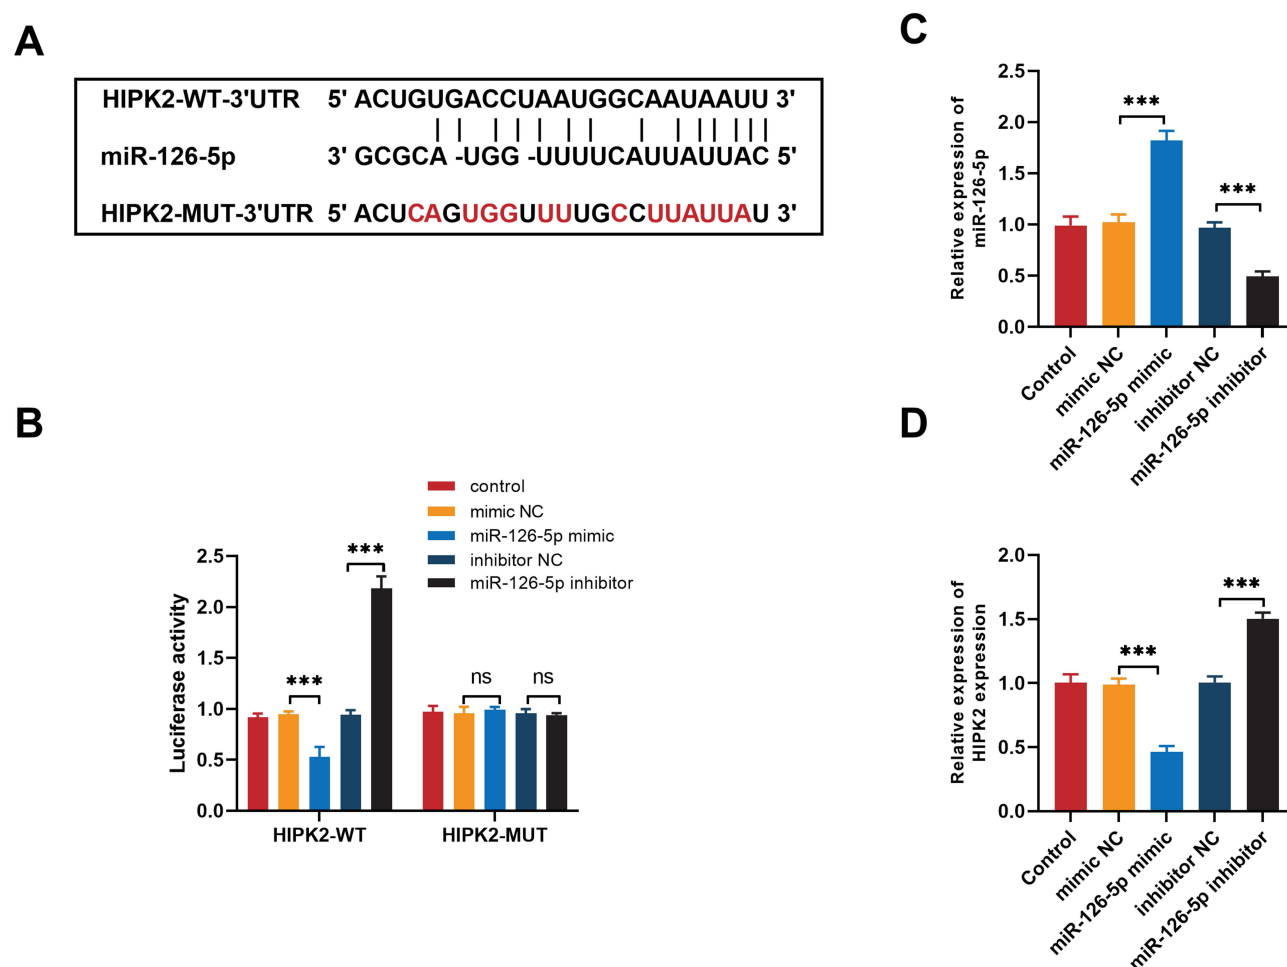 A
HIPK2-WT-3'UTR 5' ACUGUGACCUAAUGGCAAUAAUU 3'
miR-126-5p 3' GCGCA -UGG -UUUUCAUUAUUAC 5'
HIPK2-MUT-3'UTR 5' ACUCAGUGGUUUUGCCUUAUUAU 3'
B
control
mimic NC
miR-126-5p mimic
inhibitor NC
miR-126-5p inhibitor
Luciferase activity
2.5
2.0
1.5
1.0
0.5
0.0
***
***
ns
ns
HIPK2-WT
HIPK2-MUT
C
Relative expression of
miR-126-5p
2.5
2.0
1.5
1.0
0.5
0.0
***
***
Control
mimic NC
miR-126-5p mimic
inhibitor NC
miR-126-5p inhibitor
D
Relative expression of
HIPK2 expression
2.0
1.5
1.0
0.5
0.0
***
***
Control
mimic NC
miR-126-5p mimic
inhibitor NC
miR-126-5p inhibitor